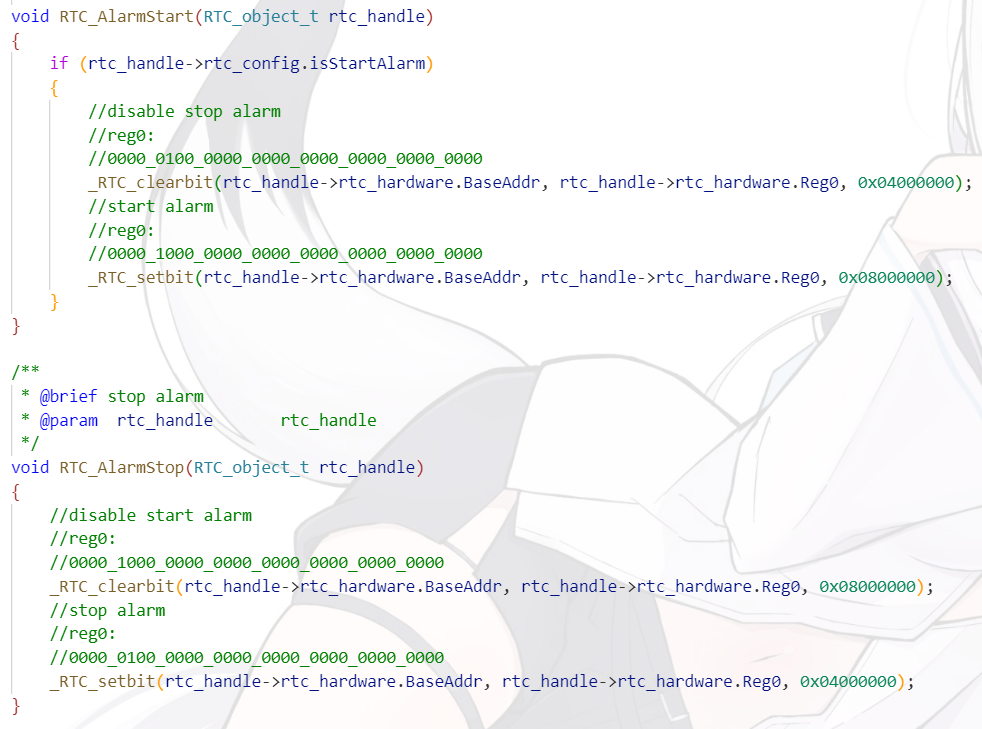 void RTC_AlarmStart(RTC_object_t rtc_handle)
{
    if (rtc_handle->rtc_config.isStartAlarm)
    {
        //disable stop alarm
        //reg0:
        //0000_0100_0000_0000_0000_0000_0000_0000
        _RTC_clearbit(rtc_handle->rtc_hardware.BaseAddr, rtc_handle->rtc_hardware.Reg0, 0x04000000);
        //start alarm
        //reg0:
        //0000_1000_0000_0000_0000_0000_0000_0000
        _RTC_setbit(rtc_handle->rtc_hardware.BaseAddr, rtc_handle->rtc_hardware.Reg0, 0x08000000);
    }
}

/**
 * @brief stop alarm
 * @param  rtc_handle       rtc_handle
 */
void RTC_AlarmStop(RTC_object_t rtc_handle)
{
    //disable start alarm
    //reg0:
    //0000_1000_0000_0000_0000_0000_0000_0000
    _RTC_clearbit(rtc_handle->rtc_hardware.BaseAddr, rtc_handle->rtc_hardware.Reg0, 0x08000000);
    //stop alarm
    //reg0:
    //0000_0100_0000_0000_0000_0000_0000_0000
    _RTC_setbit(rtc_handle->rtc_hardware.BaseAddr, rtc_handle->rtc_hardware.Reg0, 0x04000000);
}